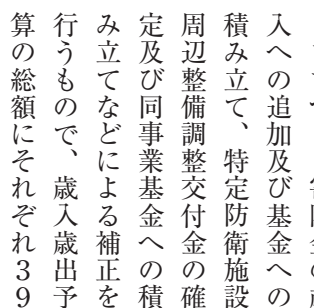 入への追加及び基金への
積み立て、特定防衛施設
周辺整備調整交付金の確
定及び同事業基金への積
み立てなどによる補正を
行うもので、歳入歳出予
算の総額にそれぞれ３９